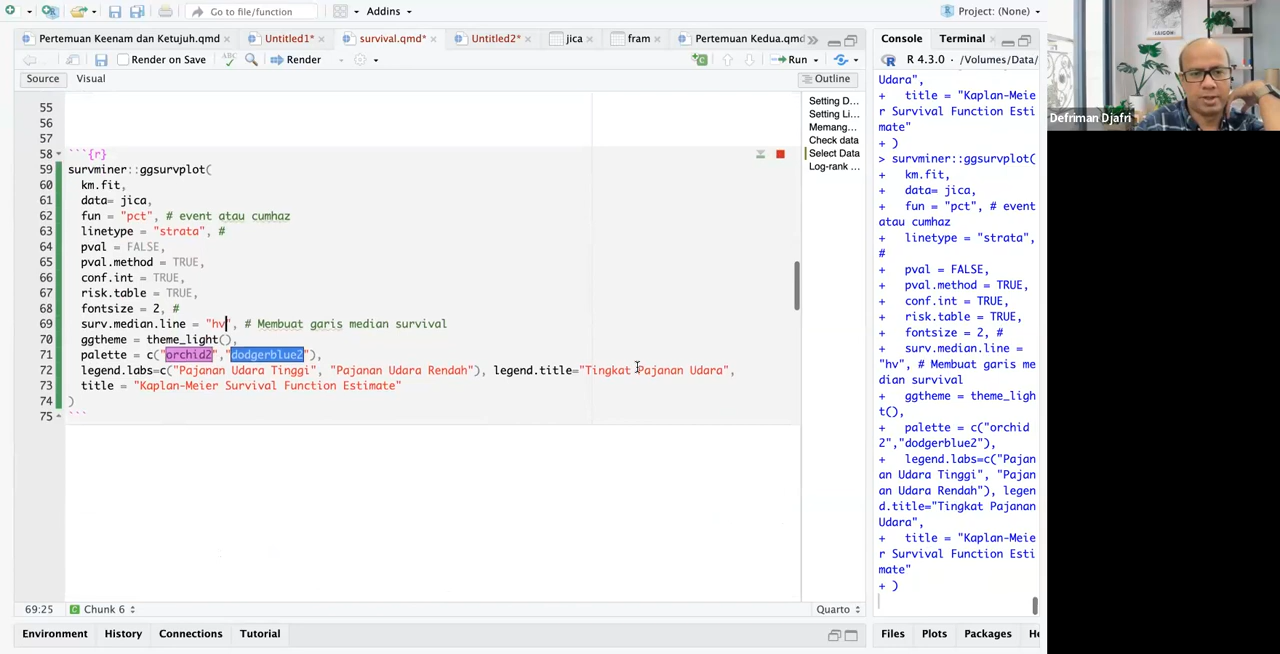 Go to file/function
Addins
Project: (None)
Pertemuan Keenam dan Ketujuh.qmd
Untitled1*
survival.qmd*
Untitled2*
jica
fram
Pertemuan Kedua.qmd
Render on Save
ABC
Render
Run
Source
Visual
Outline
55
56
57
58 ```{r}
59 survminer::ggsurvplot(
60 km.fit,
61 data= jica,
62 fun = "pct", # event atau cumhaz
63 linetype = "strata", #
64 pval = FALSE,
65 pval.method = TRUE,
66 conf.int = TRUE,
67 risk.table = TRUE,
68 fontsize = 2, #
69 surv.median.line = "hv", # Membuat garis median survival
70 ggtheme = theme_light(),
71 palette = c("orchid2","dodgerblue2"),
72 legend.labs=c("Pajanan Udara Tinggi", "Pajanan Udara Rendah"), legend.title="Tingkat Pajanan Udara",
73 title = "Kaplan-Meier Survival Function Estimate"
74 )
75 ```
Setting D...
Setting Li...
Memang...
Check data
Select Data
Log-rank ...
69:25
Chunk 6
Quarto
Environment
History
Connections
Tutorial
Console
Terminal
R 4.3.0 · /Volumes/Data/
Udara",
+ title = "Kaplan-Meie
r Survival Function Esti
mate"
+ )
> survminer::ggsurvplot(
+ km.fit,
+ data= jica,
+ fun = "pct", # event
atau cumhaz
+ linetype = "strata",
#
+ pval = FALSE,
+ pval.method = TRUE,
+ conf.int = TRUE,
+ risk.table = TRUE,
+ fontsize = 2, #
+ surv.median.line =
"hv", # Membuat garis me
dian survival
+ ggtheme = theme_ligh
t(),
+ palette = c("orchid
2","dodgerblue2"),
+ legend.labs=c("Pajan
an Udara Tinggi", "Pajan
an Udara Rendah"), legen
d.title="Tingkat Pajanan
Udara",
+ title = "Kaplan-Meie
r Survival Function Esti
mate"
+ )
Files
Plots
Packages
He
SAIGON
Defriman Djafri